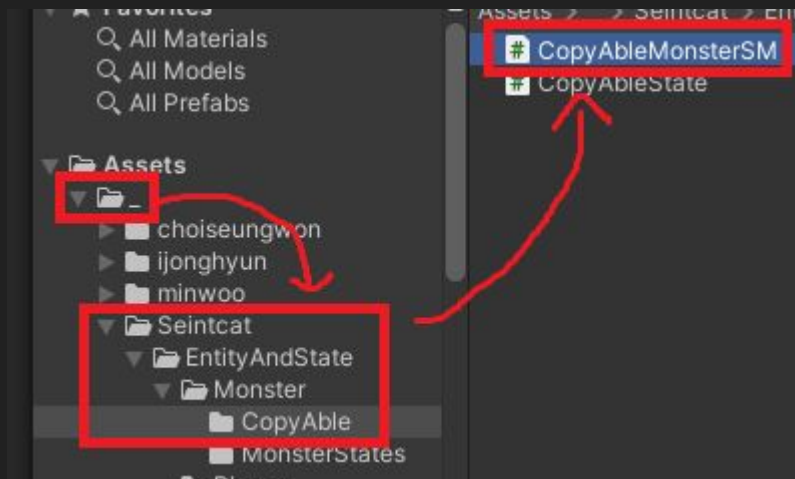 Favorites
All Materials
All Models
All Prefabs
Assets
_
choiseungwon
ijonghyun
minwoo
Seintcat
EntityAndState
Monster
CopyAble
MonsterStates
Assets > > Seintcat > En
# CopyAbleMonsterSM
# CopyAbleState